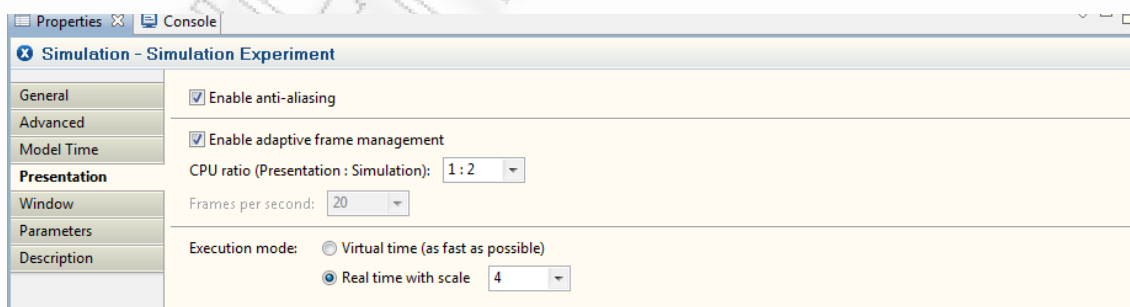 Properties Console
Simulation - Simulation Experiment
General
Advanced
Model Time
Presentation
Window
Parameters
Description
Enable anti-aliasing
Enable adaptive frame management
CPU ratio (Presentation : Simulation): 1 : 2
Frames per second: 20
Execution mode: Virtual time (as fast as possible)
Real time with scale 4